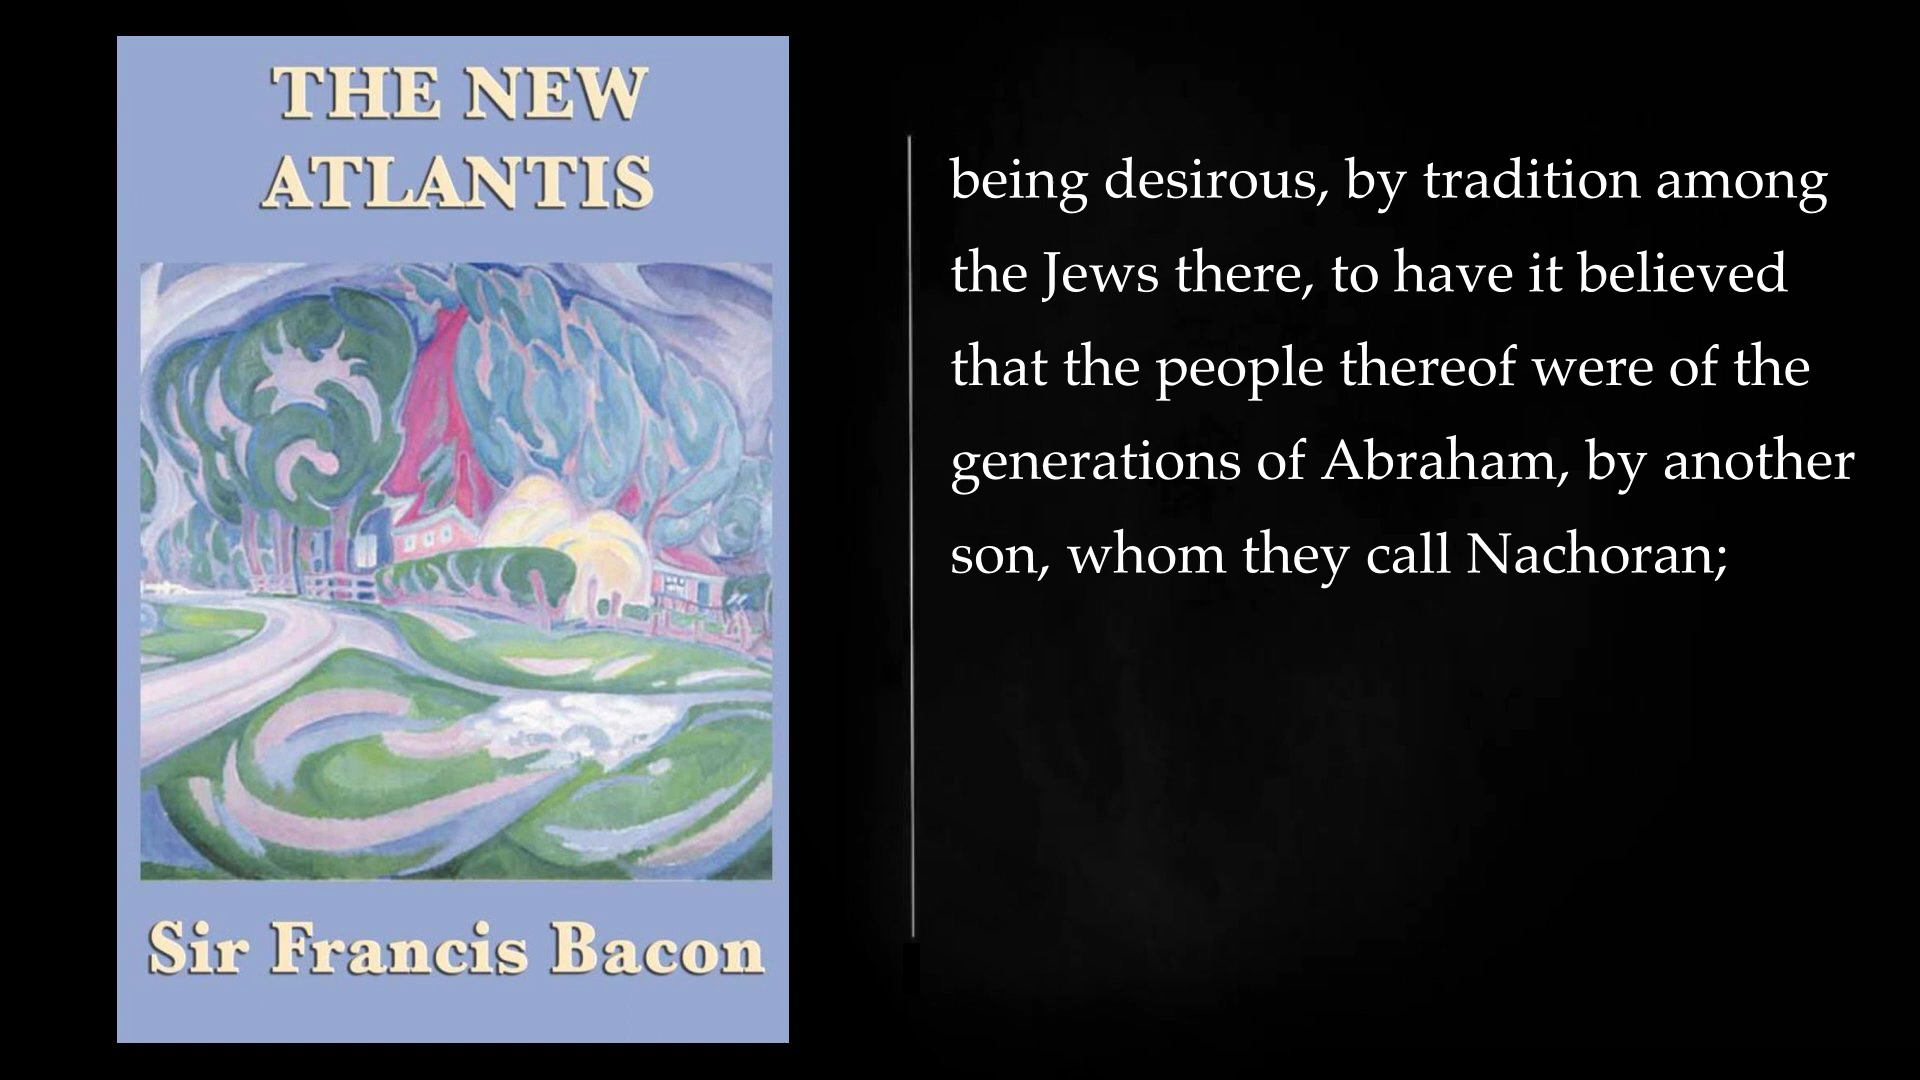 THE NEW
ATLANTIS
Sir Francis Bacon
being desirous, by tradition among
the Jews there, to have it believed
that the people thereof were of the
generations of Abraham, by another
son, whom they call Nachoran;